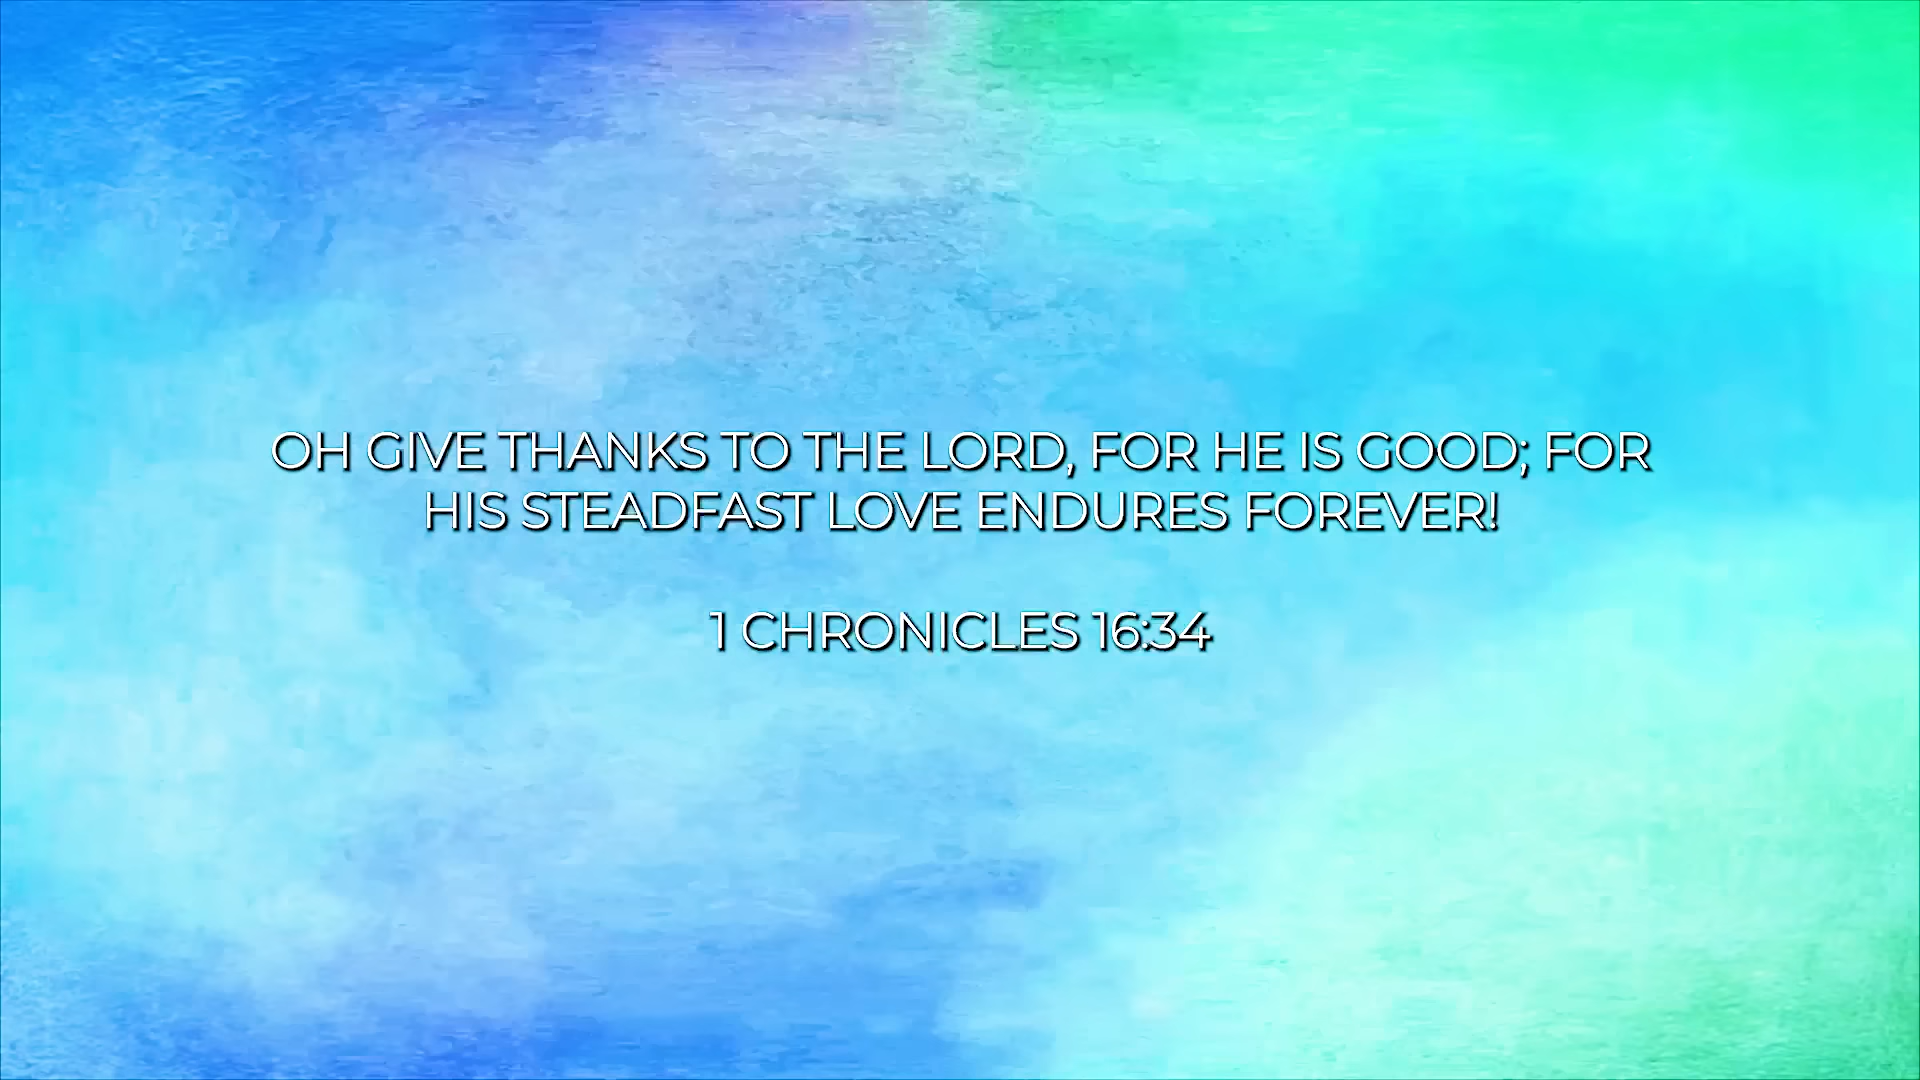 OH GIVE THANKS TO THE LORD, FOR HE IS GOOD; FOR
HIS STEADFAST LOVE ENDURES FOREVER!
1 CHRONICLES 16:34